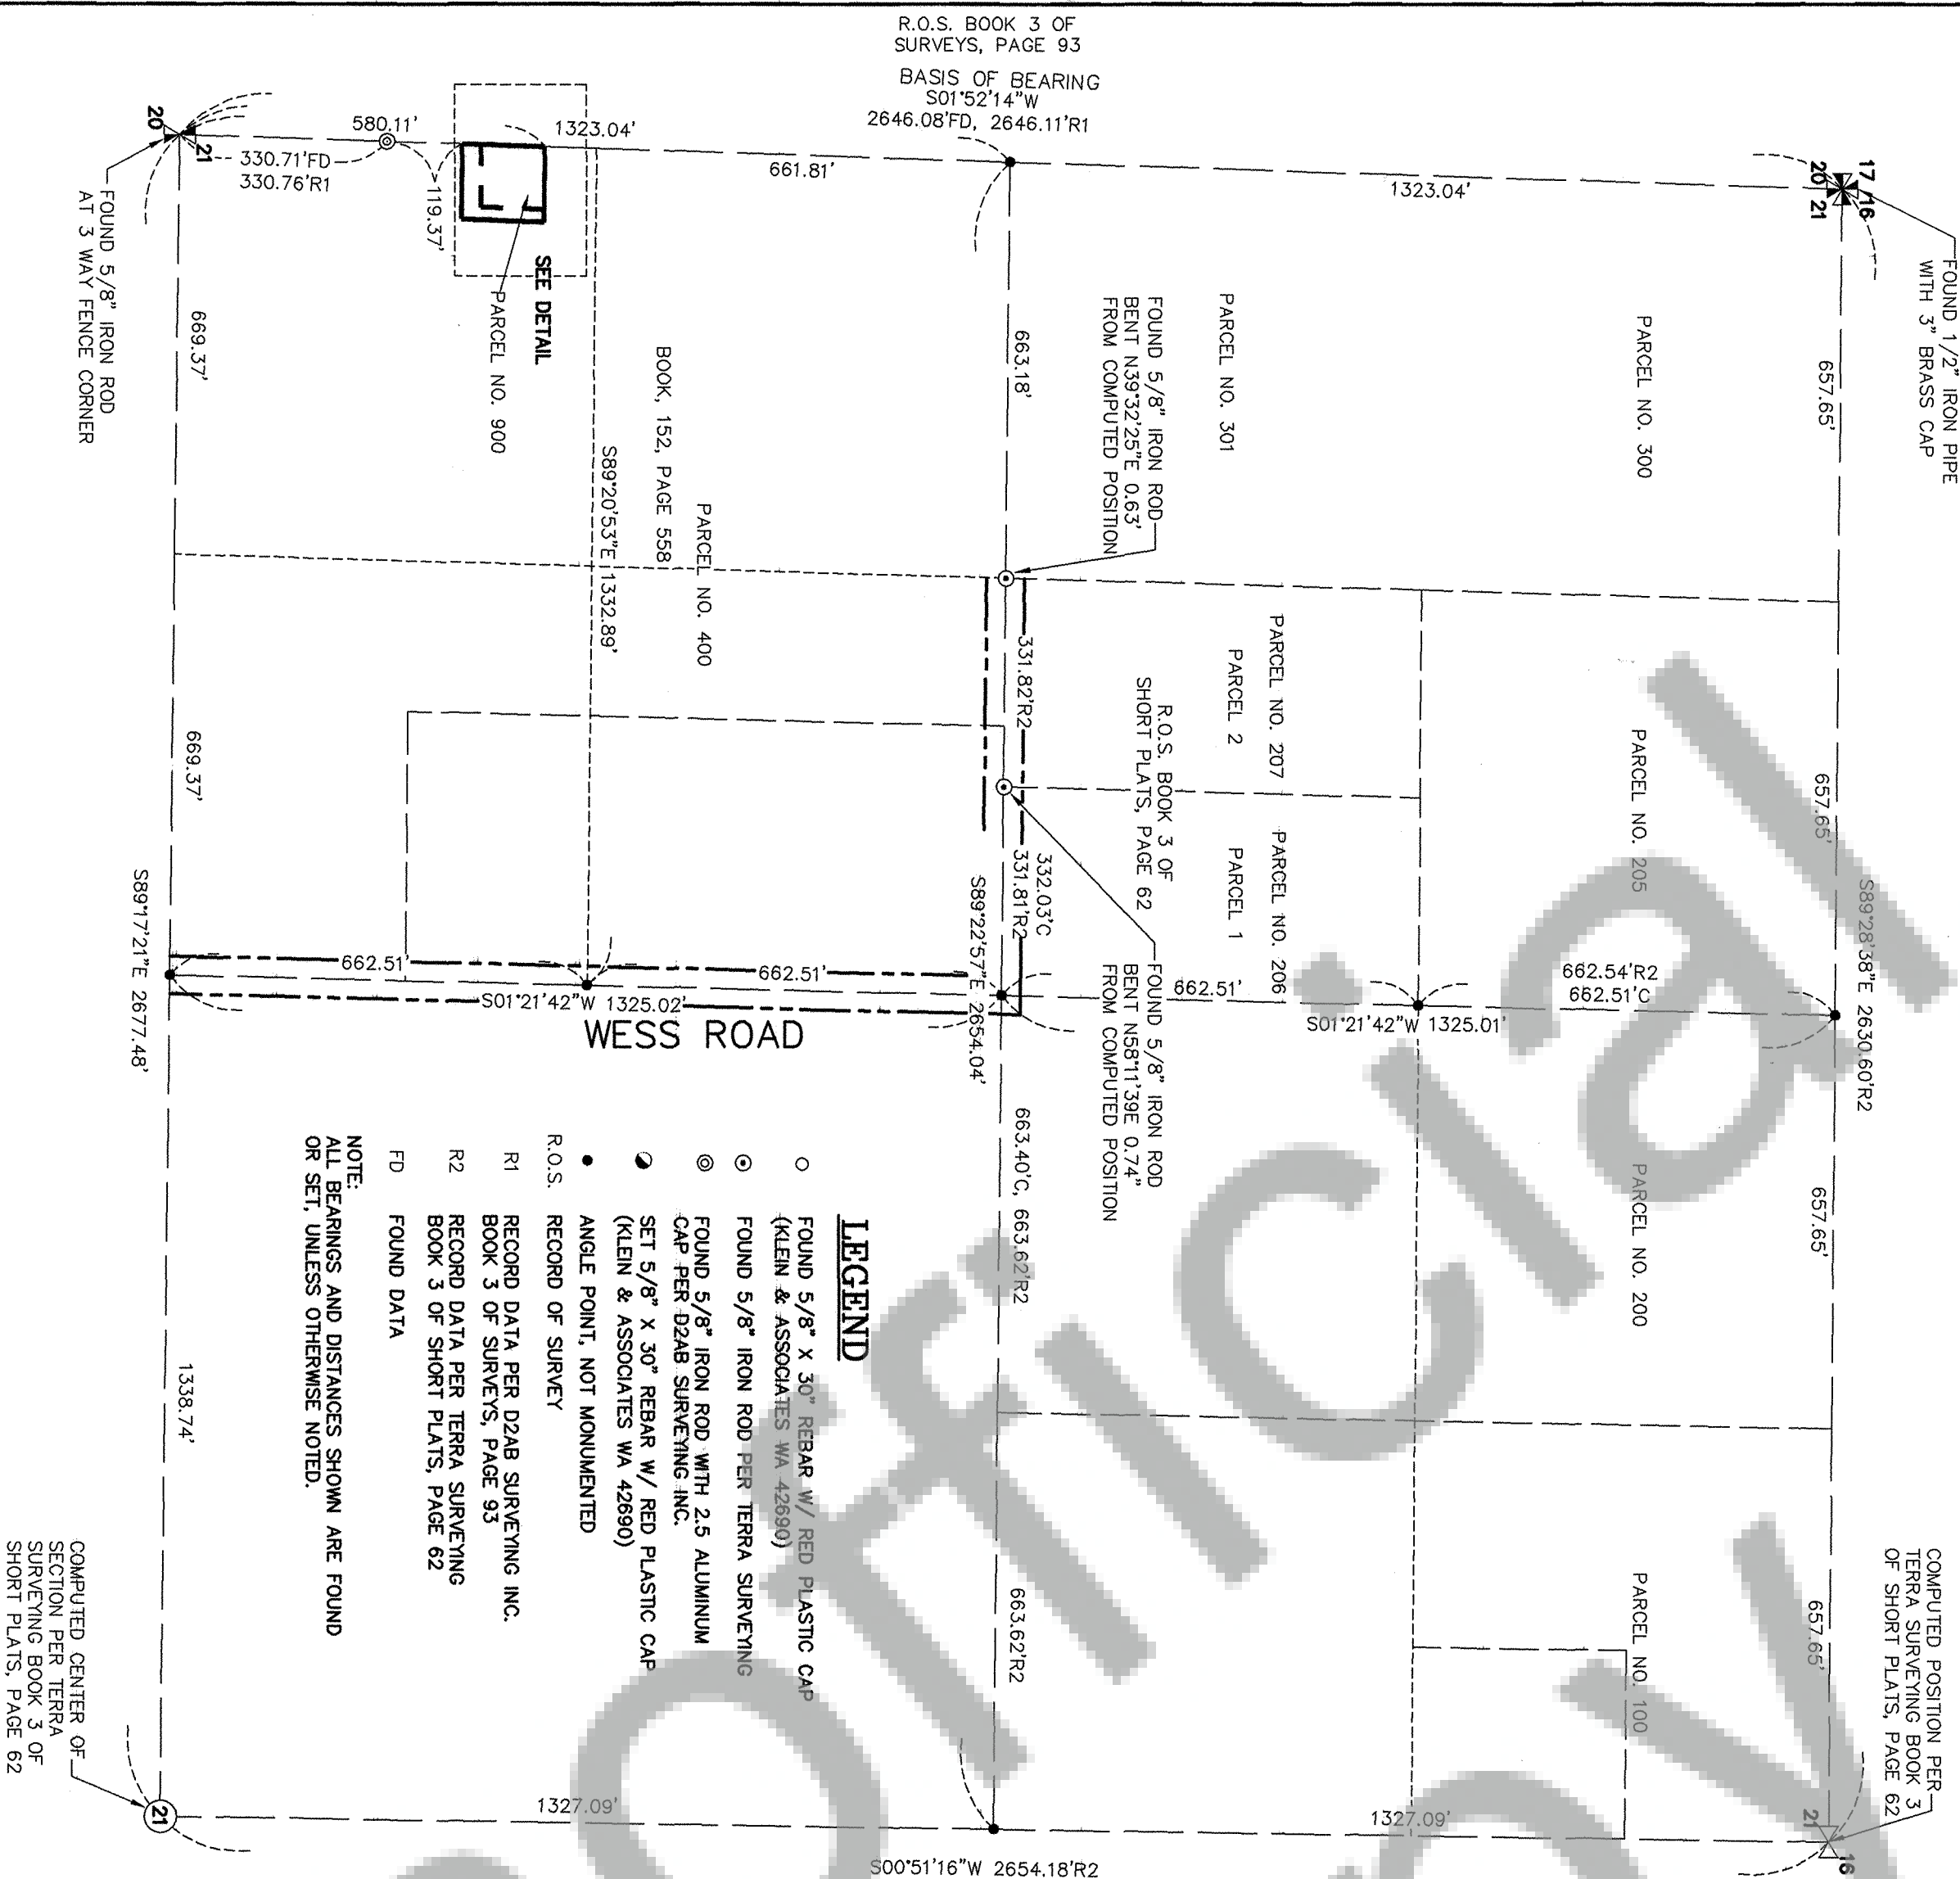 R.O.S. BOOK 3 OF
SURVEYS, PAGE 93
BASIS OF BEARING
S01°52'14"W
2646.08'FD, 2646.11'R1
20
21
580.11'
330.71'FD
330.76'R1
119.37'
1323.04'
661.81'
1323.04'
17
16
20
21
FOUND 1/2" IRON PIPE
WITH 3" BRASS CAP
FOUND 5/8" IRON ROD
AT 3 WAY FENCE CORNER
SEE DETAIL
PARCEL NO. 900
669.37'
BOOK, 152, PAGE 558
PARCEL NO. 400
S89°20'53"E 1332.89'
663.18'
FOUND 5/8" IRON ROD
BENT N39°32'25"E 0.63'
FROM COMPUTED POSITION
PARCEL NO. 301
PARCEL NO. 300
657.65'
331.82'R2
PARCEL NO. 207
PARCEL 2
R.O.S. BOOK 3 OF
SHORT PLATS, PAGE 62
PARCEL NO. 206
PARCEL 1
PARCEL NO. 205
657.65'
S89°28'38"E 2630.60'R2
669.37'
S89°17'21"E 2677.48'
332.03'C
331.81'R2
S89°22'57"E 2654.04'
FOUND 5/8" IRON ROD
BENT N58°11'39E 0.74"
FROM COMPUTED POSITION
662.51'
662.51'
S01°21'42"W 1325.02'
WESS ROAD
662.51'
662.54'R2
662.51'C
S01°21'42"W 1325.01'
663.40'C, 663.62'R2
663.62'R2
PARCEL NO. 200
657.65'
PARCEL NO. 100
657.65'
LEGEND
FOUND 5/8" X 30" REBAR W/ RED PLASTIC CAP
(KLEIN & ASSOCIATES WA 42690)
FOUND 5/8" IRON ROD PER TERRA SURVEYING
FOUND 5/8" IRON ROD WITH 2.5 ALUMINUM
CAP PER D2AB SURVEYING INC.
SET 5/8" X 30" REBAR W/ RED PLASTIC CAP
(KLEIN & ASSOCIATES WA 42690)
ANGLE POINT, NOT MONUMENTED
R.O.S. RECORD OF SURVEY
R1 RECORD DATA PER D2AB SURVEYING INC.
BOOK 3 OF SURVEYS, PAGE 93
R2 RECORD DATA PER TERRA SURVEYING
BOOK 3 OF SHORT PLATS, PAGE 62
FD FOUND DATA
NOTE:
ALL BEARINGS AND DISTANCES SHOWN ARE FOUND
OR SET, UNLESS OTHERWISE NOTED.
1338.74'
COMPUTED CENTER OF
SECTION PER TERRA
SURVEYING BOOK 3 OF
SHORT PLATS, PAGE 62
21
1327.09'
1327.09'
S00°51'16"W 2654.18'R2
COMPUTED POSITION PER
TERRA SURVEYING BOOK 3
OF SHORT PLATS, PAGE 62
21
16